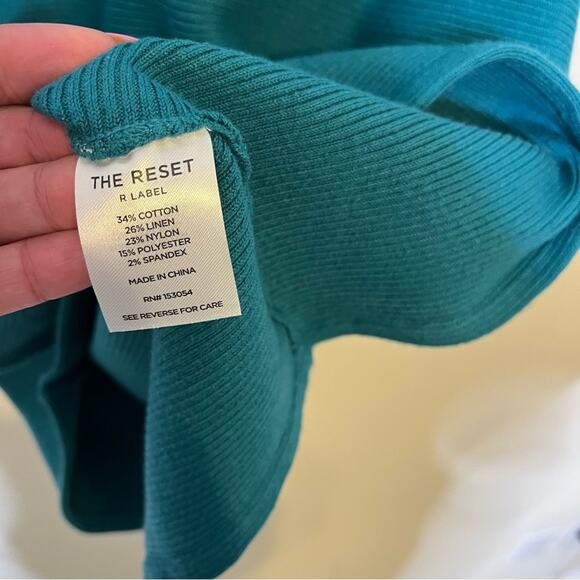 THE RESET
R LABEL
34% COTTON
26% LINEN
23% NYLON
15% POLYESTER
2% SPANDEX
MADE IN CHINA
RN# 153054
SEE REVERSE FOR CARE